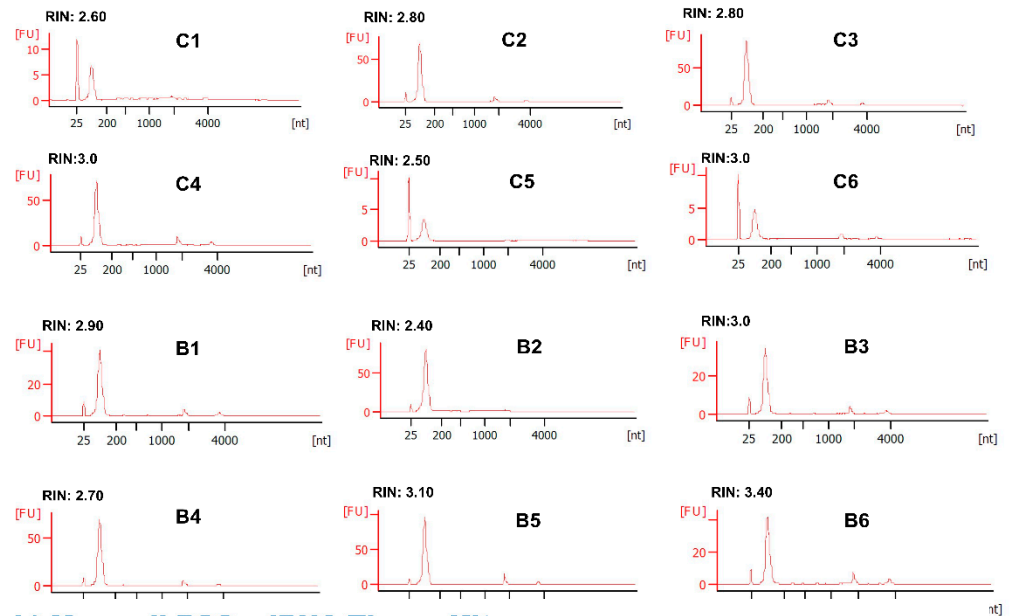 RIN: 2.60 RIN: 2.80 RIN: 2.80
[FU] C1 [FU] C2 [FU] C3
10 50 50
5
0 0 0
25 200 1000 4000 [nt] 25 200 1000 4000 [nt] 25 200 1000 4000 [nt]
RIN:3.0 RIN: 2.50 RIN:3.0
[FU] C4 [FU] C5 [FU] C6
50 5 5
0 0 0
25 200 1000 4000 [nt] 25 200 1000 4000 [nt] 25 200 1000 4000 [nt]
RIN: 2.90 RIN: 2.40 RIN:3.0
[FU] B1 [FU] B2 [FU] B3
20 50 20
0 0 0
25 200 1000 4000 [nt] 25 200 1000 4000 [nt] 25 200 1000 4000 [nt]
RIN: 2.70 RIN: 3.10 RIN: 3.40
[FU] B4 [FU] B5 [FU] B6
50 50 20
0 0 0
nt]